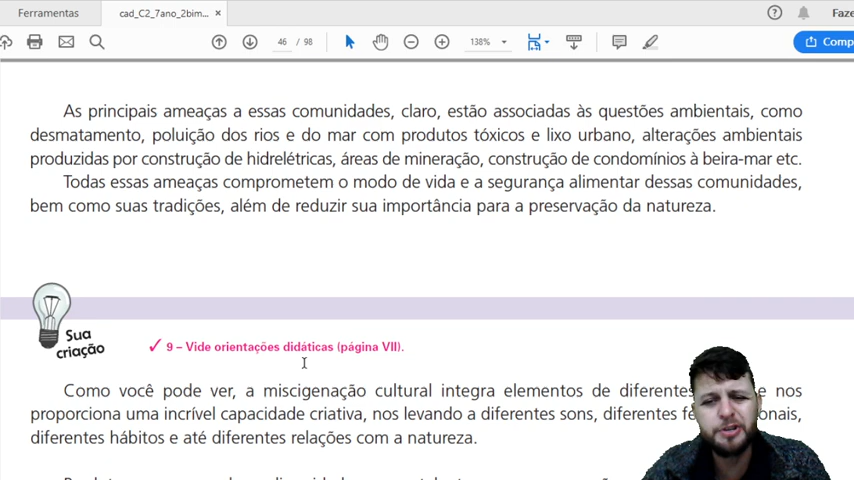 Ferramentas
cad_C2_7ano_2bim... ×
? Faze
46 / 98
138%
Comp
As principais ameaças a essas comunidades, claro, estão associadas às questões ambientais, como
desmatamento, poluição dos rios e do mar com produtos tóxicos e lixo urbano, alterações ambientais
produzidas por construção de hidrelétricas, áreas de mineração, construção de condomínios à beira-mar etc.
Todas essas ameaças comprometem o modo de vida e a segurança alimentar dessas comunidades,
bem como suas tradições, além de reduzir sua importância para a preservação da natureza.
Sua
criação
✓ 9 – Vide orientações didáticas (página VII).
Como você pode ver, a miscigenação cultural integra elementos de diferentes e nos
proporciona uma incrível capacidade criativa, nos levando a diferentes sons, diferentes
diferentes hábitos e até diferentes relações com a natureza.